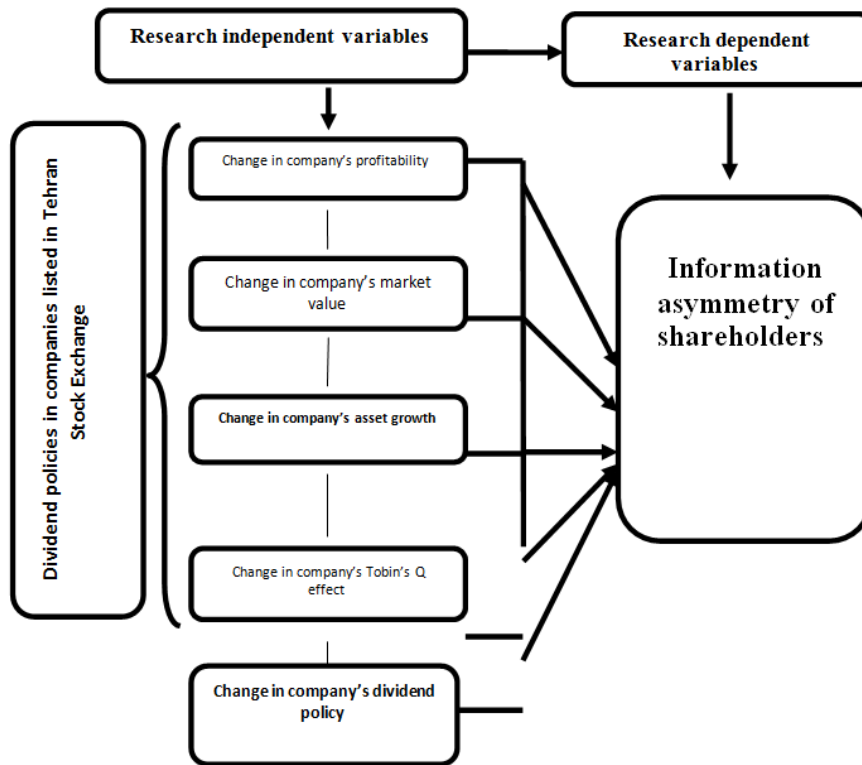 Research independent variables
Research dependent
variables
Dividend policies in companies listed in Tehran
Stock Exchange
Change in company's profitability
Change in company's market
value
Change in company's asset growth
Change in company's Tobin's Q
effect
Change in company's dividend
policy
Information
asymmetry of
shareholders